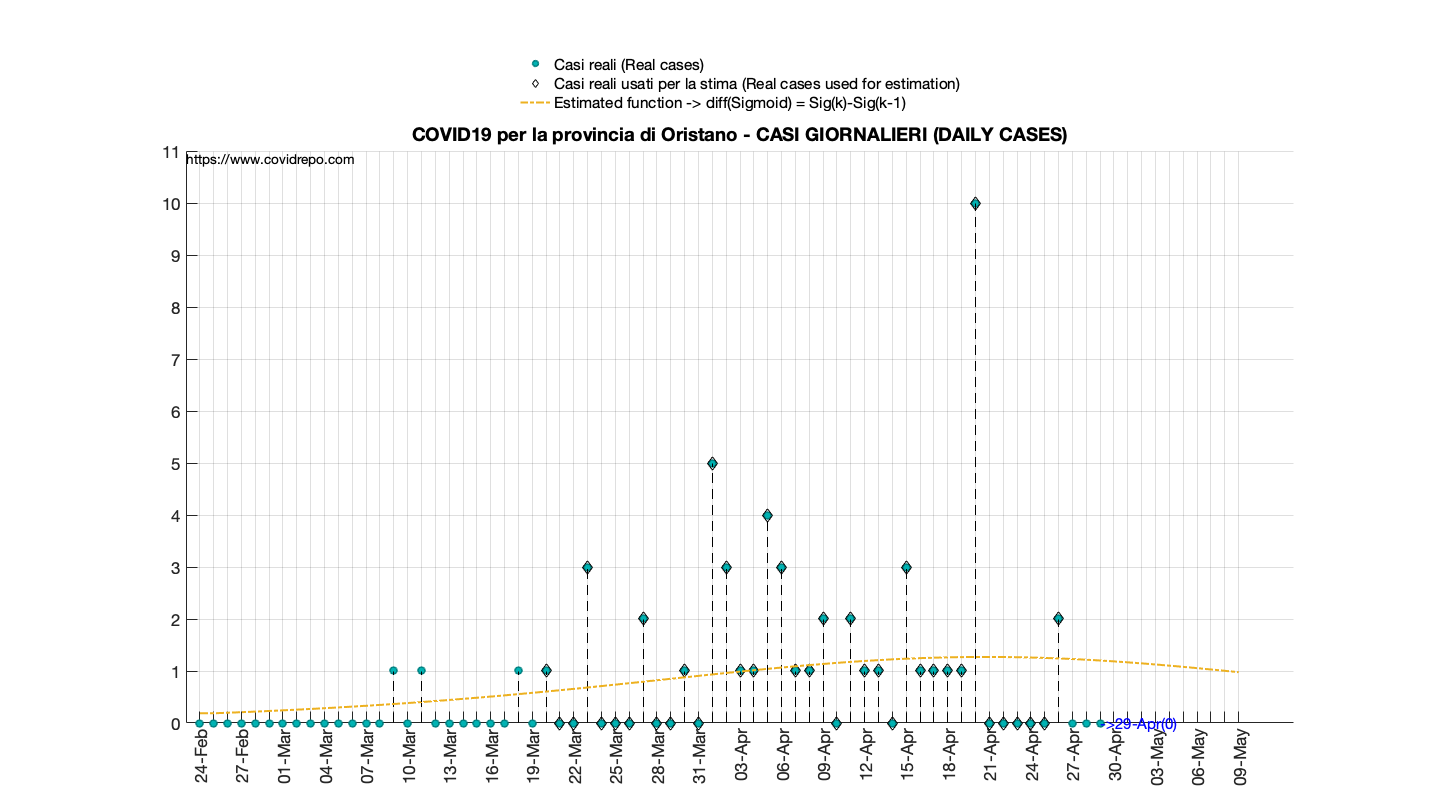 Casi reali (Real cases)
Casi reali usati per la stima (Real cases used for estimation)
Estimated function -> diff(Sigmoid) = Sig(k)-Sig(k-1)
COVID19 per la provincia di Oristano - CASI GIORNALIERI (DAILY CASES)
https://www.covidrepo.com
11
10
9
8
7
6
5
4
3
2
1
0
->29-Apr(0)
24-Feb
27-Feb
01-Mar
04-Mar
07-Mar
10-Mar
13-Mar
16-Mar
19-Mar
22-Mar
25-Mar
28-Mar
31-Mar
03-Apr
06-Apr
09-Apr
12-Apr
15-Apr
18-Apr
21-Apr
24-Apr
27-Apr
30-Apr
03-May
06-May
09-May